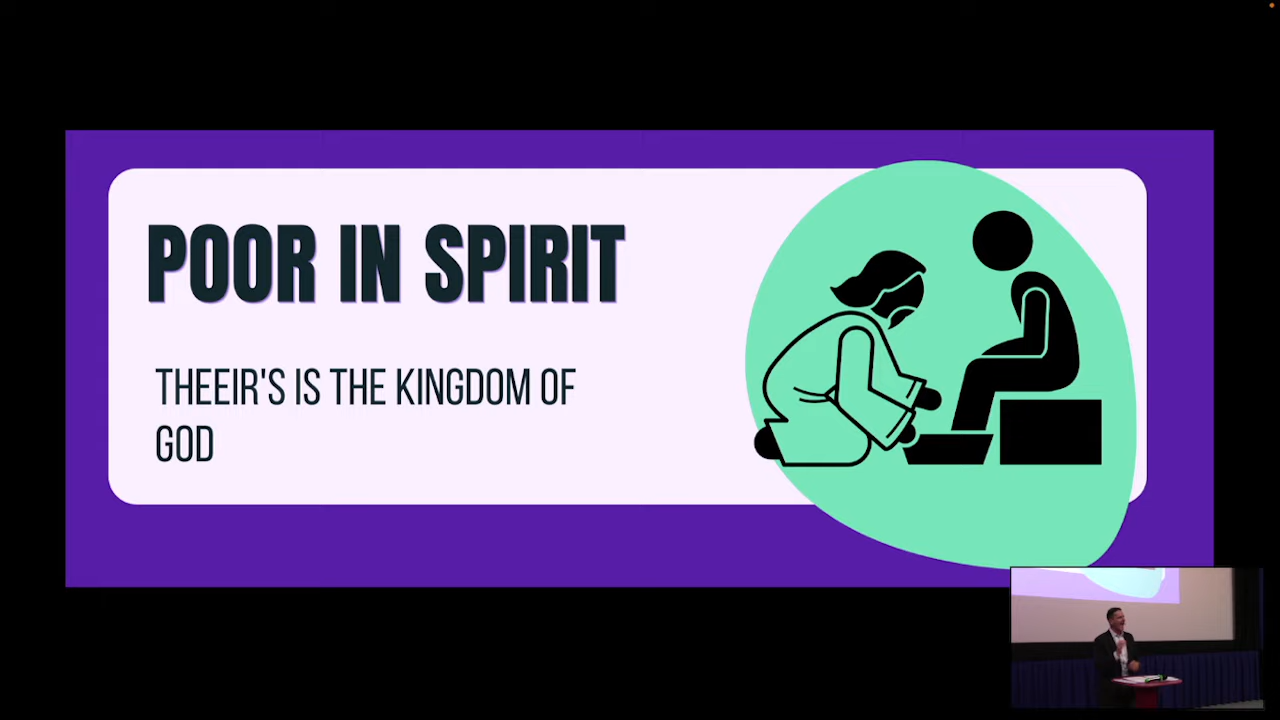 POOR IN SPIRIT
THEEIR'S IS THE KINGDOM OF
GOD